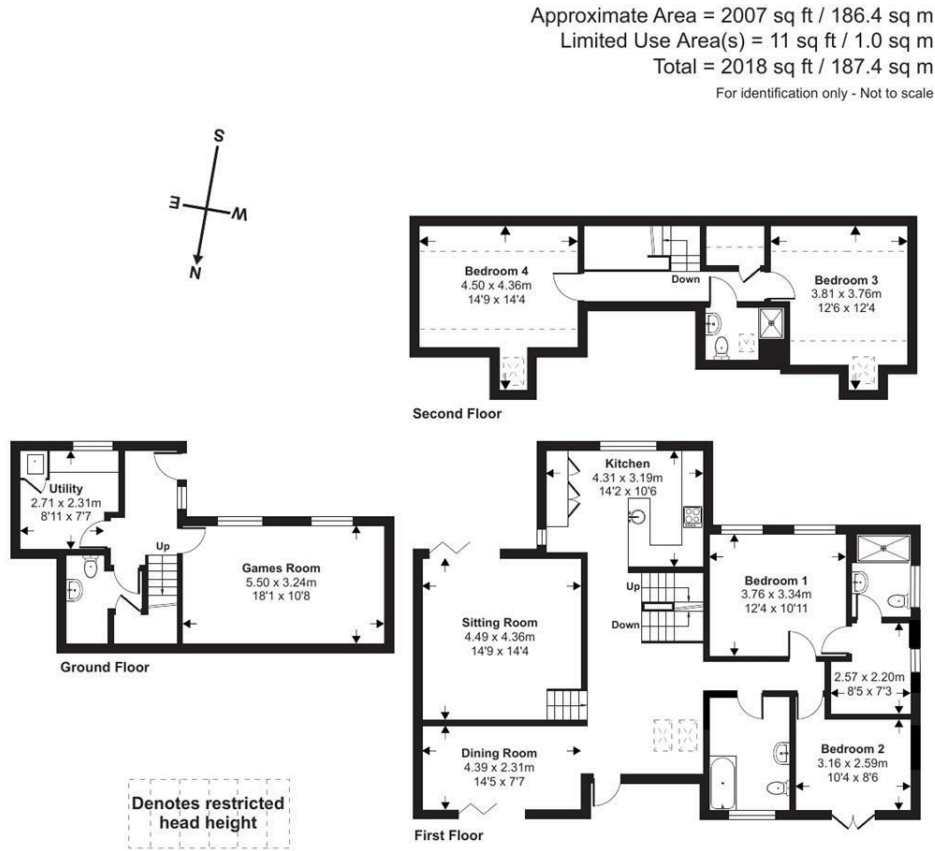 Approximate Area = 2007 sq ft / 186.4 sq m
Limited Use Area(s) = 11 sq ft / 1.0 sq m
Total = 2018 sq ft / 187.4 sq m
For identification only - Not to scale
S
E
W
N
Bedroom 4
4.50 x 4.36m
14'9 x 14'4
Down
Bedroom 3
3.81 x 3.76m
12'6 x 12'4
Second Floor
Utility
2.71 x 2.31m
8'11 x 7'7
Up
Games Room
5.50 x 3.24m
18'1 x 10'8
Ground Floor
Kitchen
4.31 x 3.19m
14'2 x 10'6
Up
Down
Sitting Room
4.49 x 4.36m
14'9 x 14'4
Bedroom 1
3.76 x 3.34m
12'4 x 10'11
2.57 x 2.20m
8'5 x 7'3
Dining Room
4.39 x 2.31m
14'5 x 7'7
Bedroom 2
3.16 x 2.59m
10'4 x 8'6
First Floor
Denotes restricted
head height